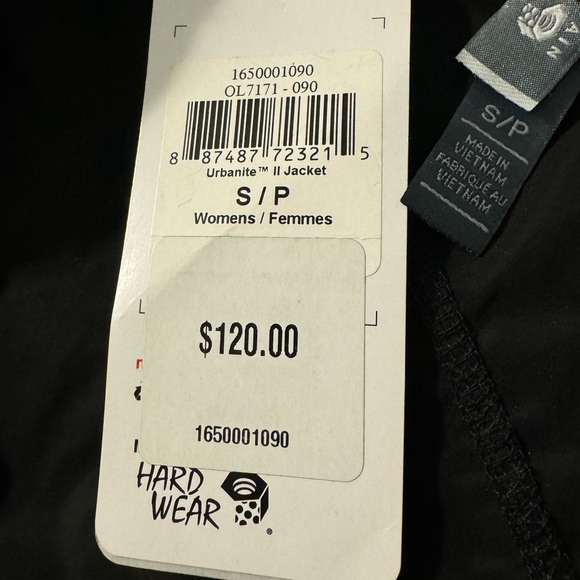 1650001090
OL7171 - 090
8 87487 72321 5
Urbanite™ II Jacket
S / P
Womens / Femmes
$120.00
1650001090
HARD
WEAR
®
AIN
S/P
MADE IN
VIETNAM
FABRIQUÉ AU
VIETNAM